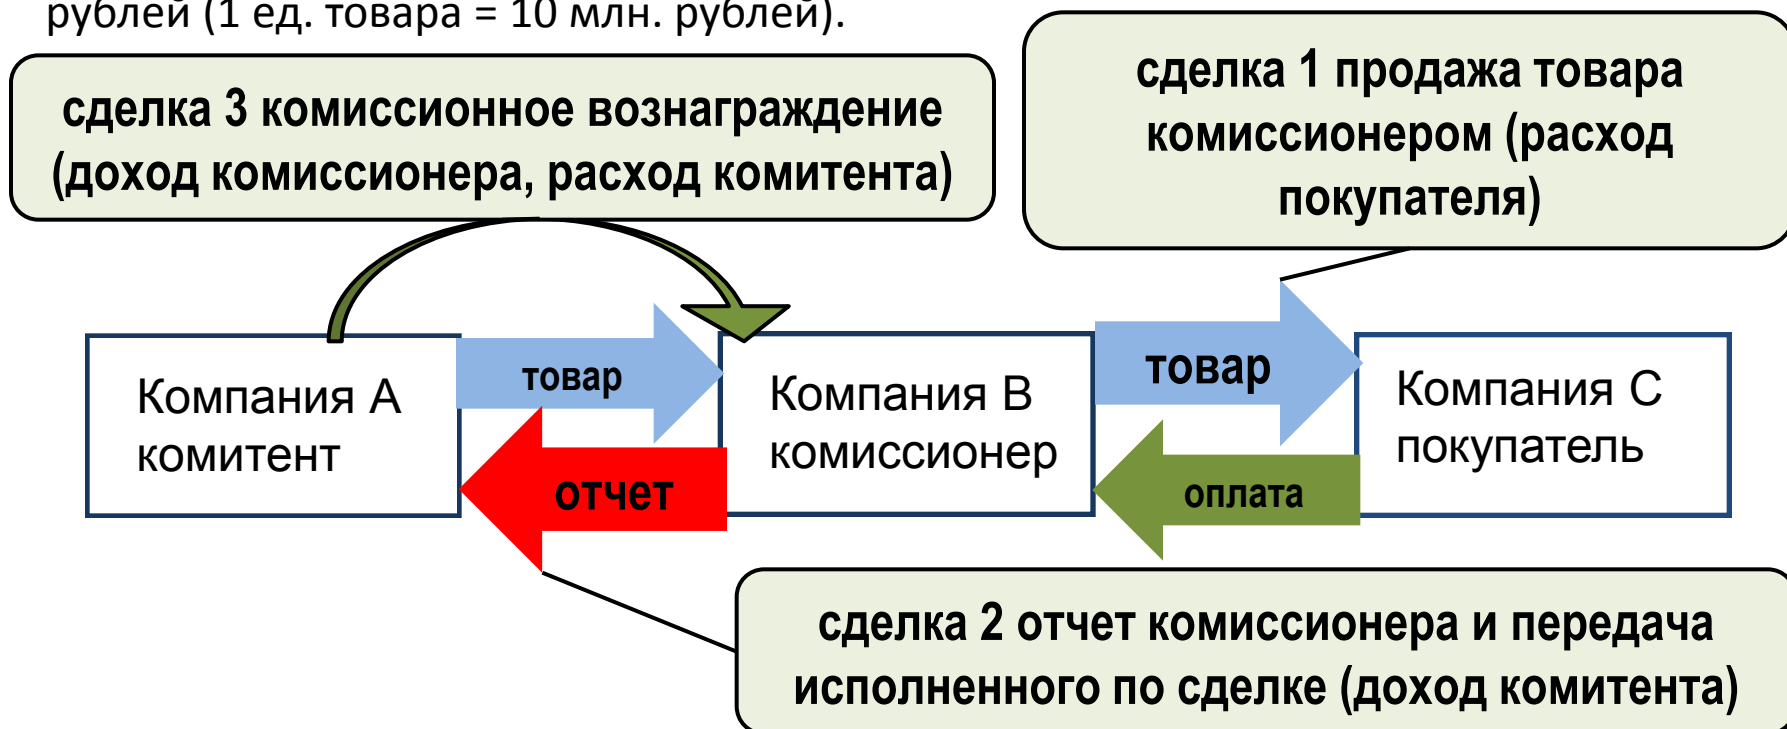 рублей (1 ед. товара = 10 млн. рублей).
сделка 3 комиссионное вознаграждение
(доход комиссионера, расход комитента)
сделка 1 продажа товара
комиссионером (расход
покупателя)
Компания А
комитент
товар
отчет
Компания В
комиссионер
товар
оплата
Компания С
покупатель
сделка 2 отчет комиссионера и передача
исполненного по сделке (доход комитента)